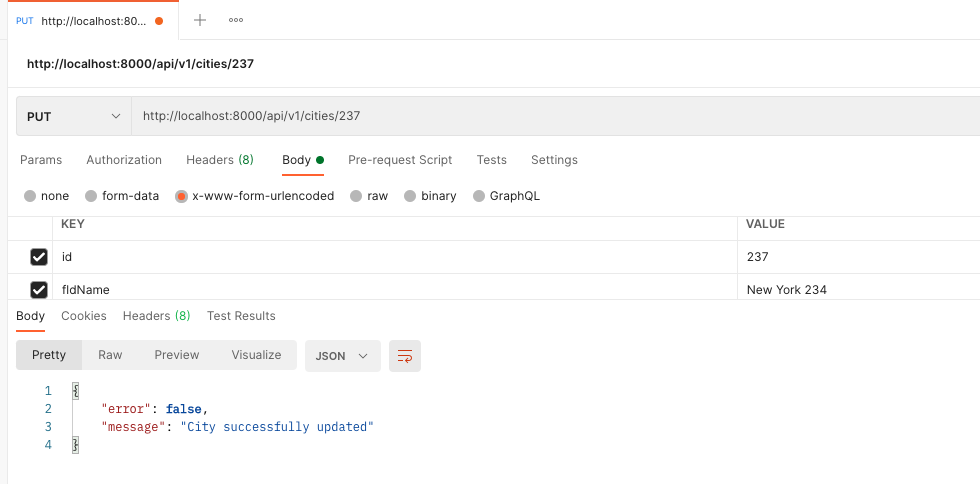 PUT http://localhost:80...
http://localhost:8000/api/v1/cities/237
PUT http://localhost:8000/api/v1/cities/237
Params Authorization Headers (8) Body Pre-request Script Tests Settings
none form-data x-www-form-urlencoded raw binary GraphQL
KEY VALUE
id 237
fldName New York 234
Body Cookies Headers (8) Test Results
Pretty Raw Preview Visualize JSON
1 {
2 "error": false,
3 "message": "City successfully updated"
4 }